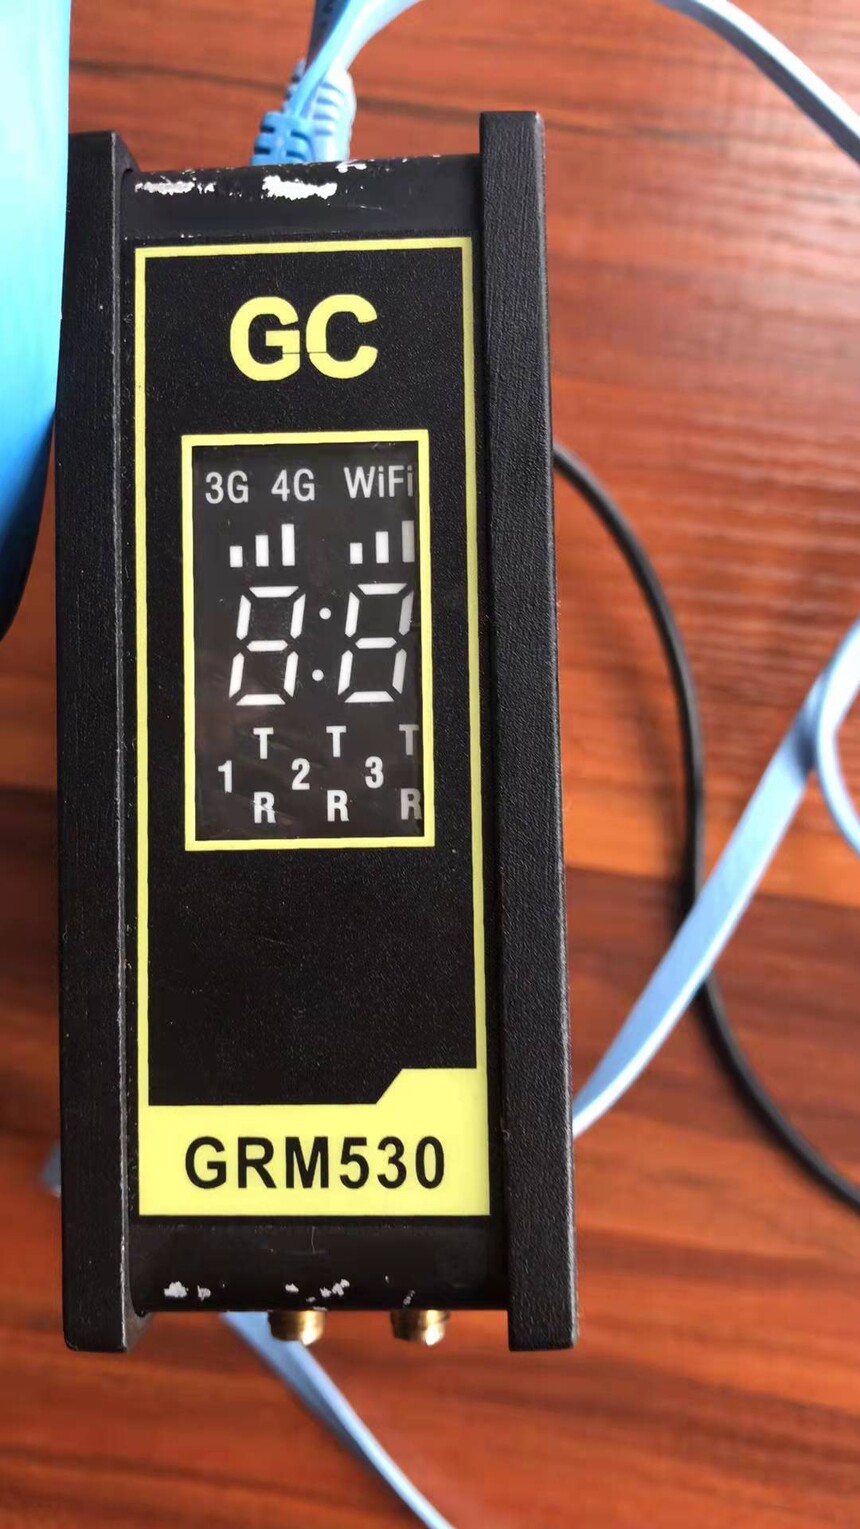 GC
3G 4G WiFi
8:8
T T T
1 2 3
R R R
GRM530